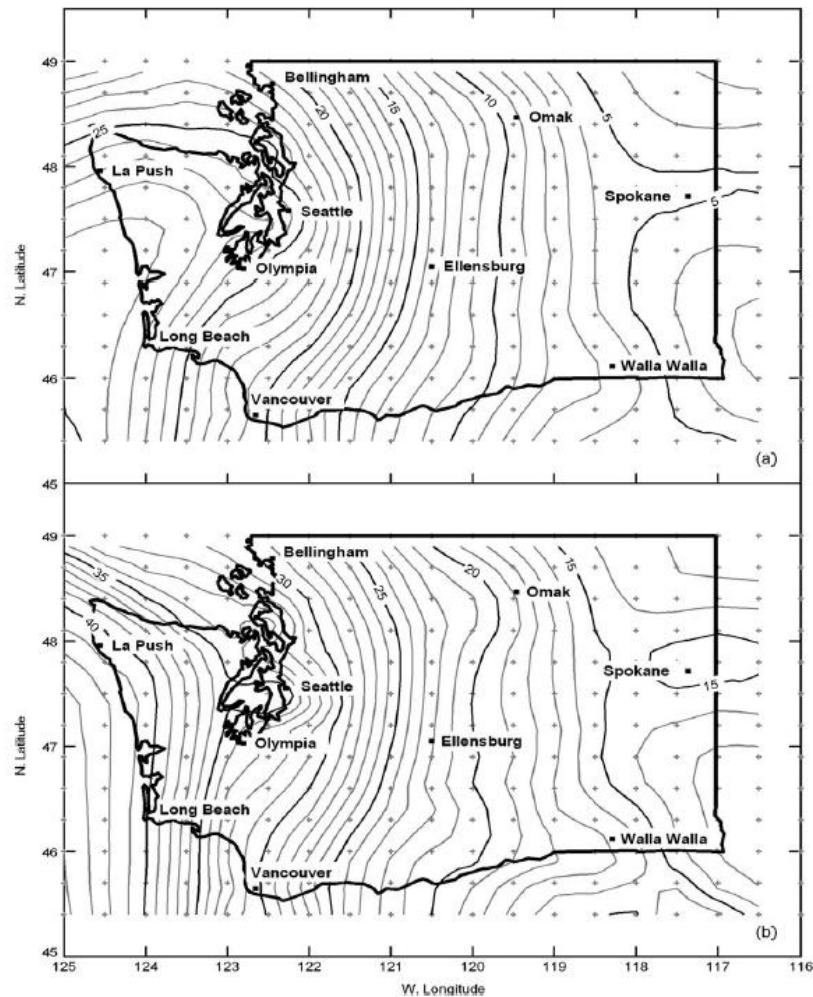 49
Bellingham
20
15
10
Omak
5
25
48
La Push
Spokane
5
Seattle
N. Latitude
47
Olympia
Ellensburg
Long Beach
46
Walla Walla
Vancouver
(a)
45
49
Bellingham
35
30
25
20
15
Omak
40
48
La Push
Spokane
15
Seattle
N. Latitude
47
Olympia
Ellensburg
Long Beach
46
Walla Walla
Vancouver
(b)
45
125 124 123 122 121 120 119 118 117 116
W. Longitude